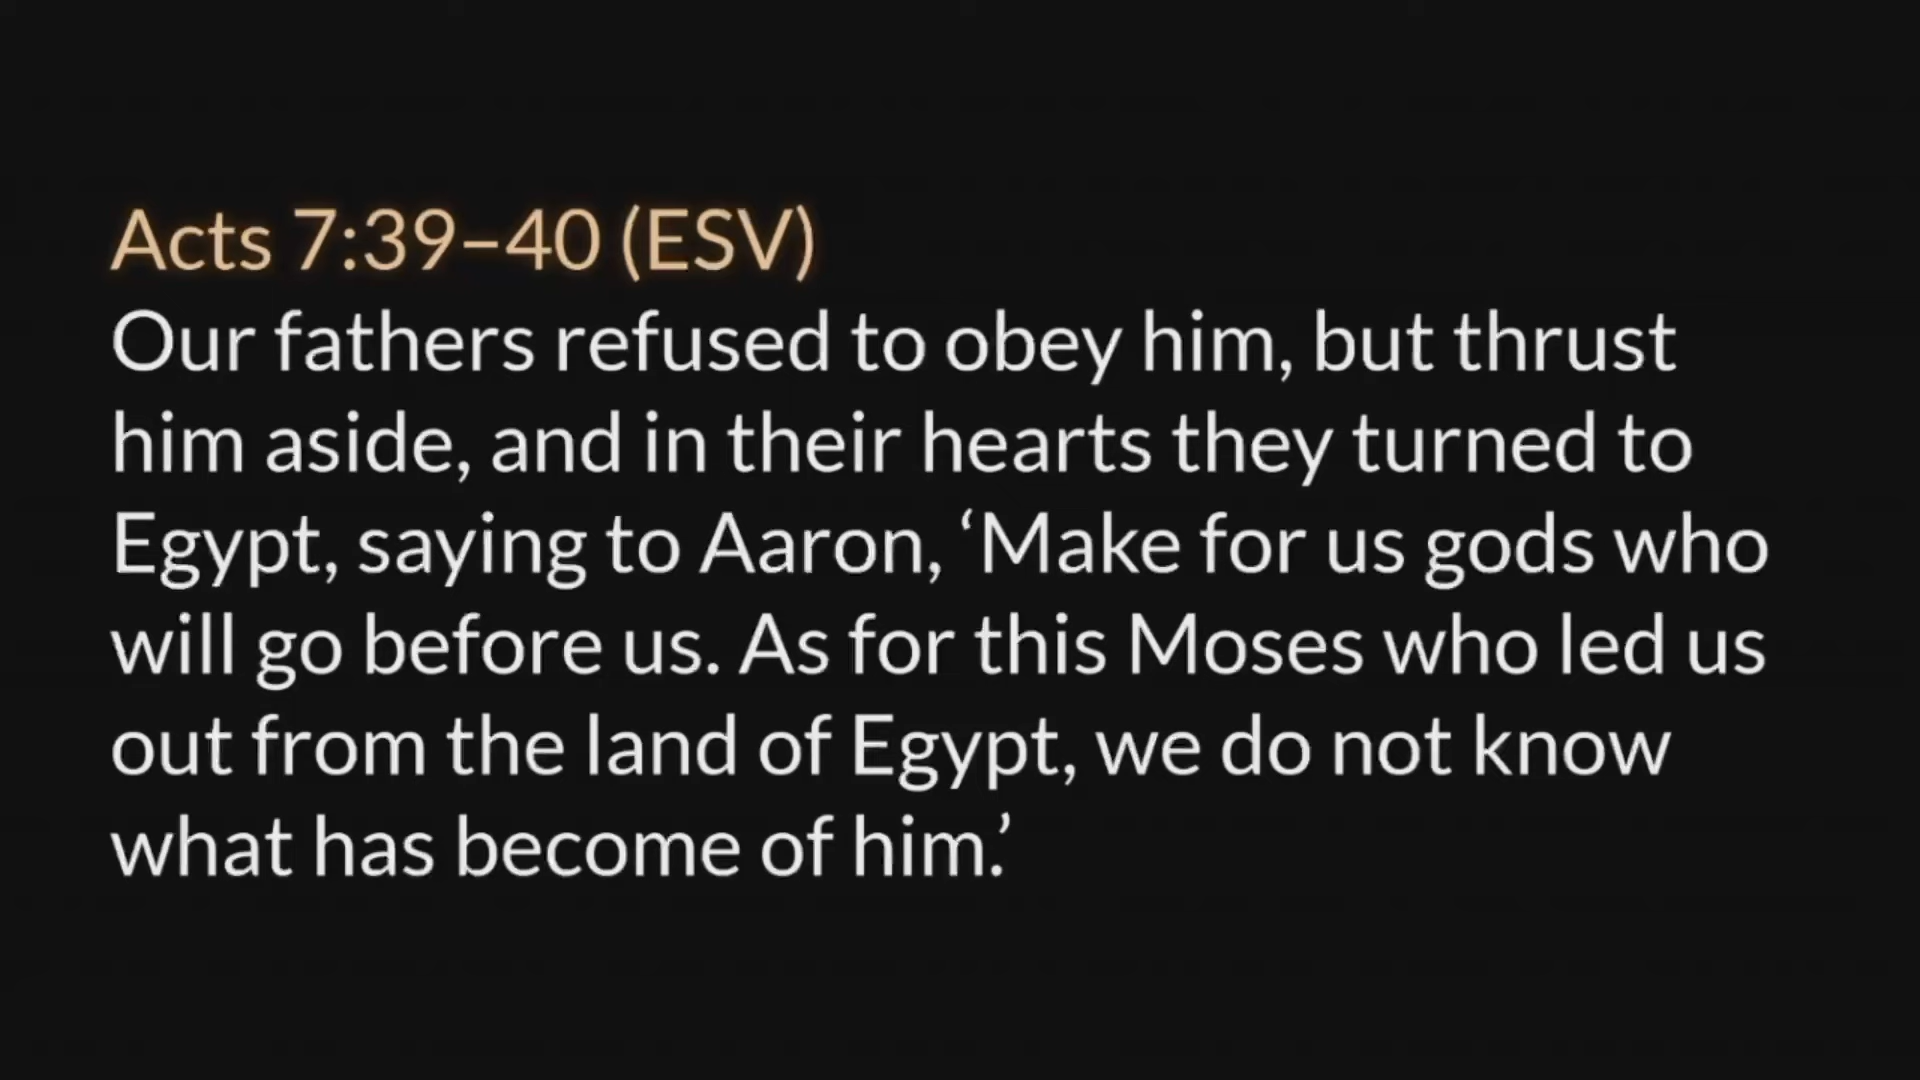 Acts 7:39–40 (ESV)
Our fathers refused to obey him, but thrust
him aside, and in their hearts they turned to
Egypt, saying to Aaron, ‘Make for us gods who
will go before us. As for this Moses who led us
out from the land of Egypt, we do not know
what has become of him.’